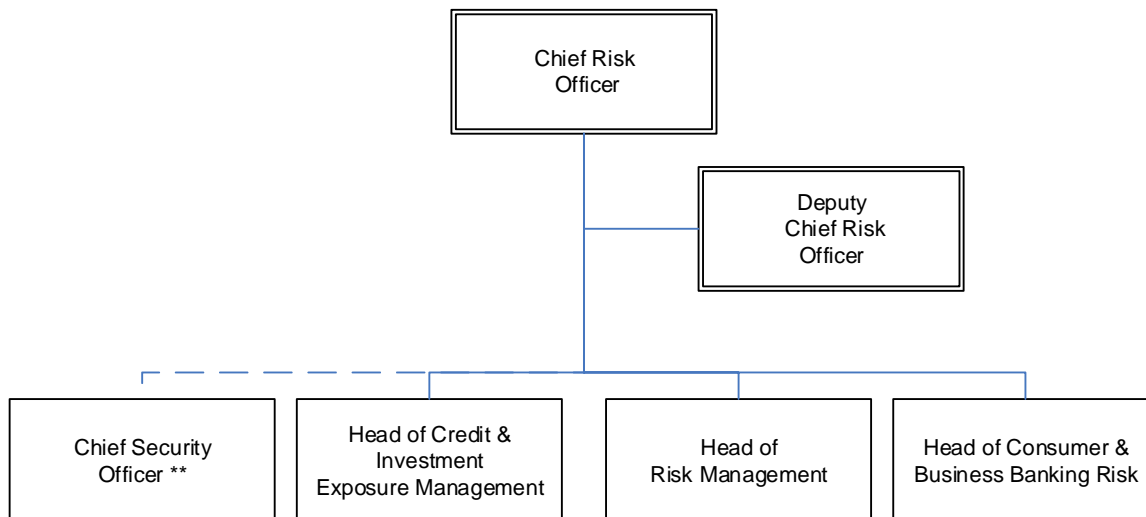 Chief Risk
Officer
Deputy
Chief Risk
Officer
Chief Security
Officer **
Head of Credit &
Investment
Exposure Management
Head of
Risk Management
Head of Consumer &
Business Banking Risk